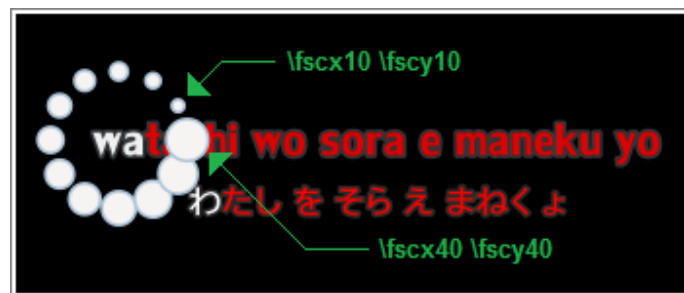 \fscx10 \fscy10
watashi wo sora e maneku yo
わたし を そら え まねく よ
\fscx40 \fscy40